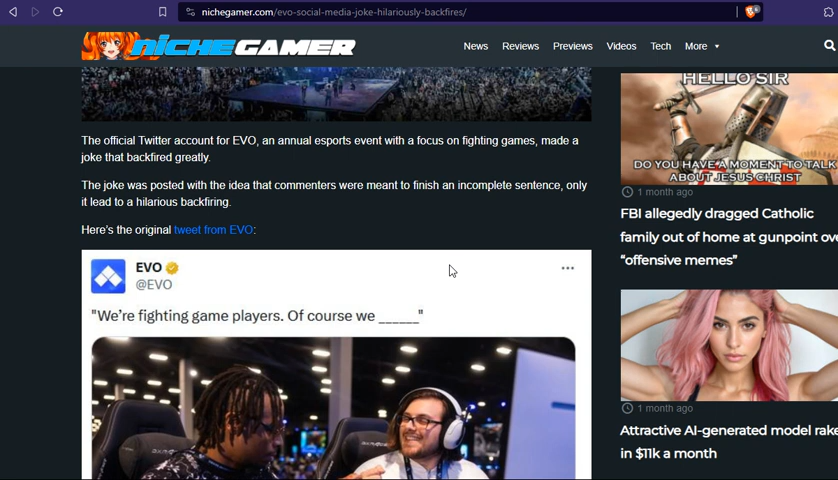 nichegamer.com/evo-social-media-joke-hilariously-backfires/
NICHEGAMER
News Reviews Previews Videos Tech More
The official Twitter account for EVO, an annual esports event with a focus on fighting games, made a
joke that backfired greatly.
The joke was posted with the idea that commenters were meant to finish an incomplete sentence, only
it lead to a hilarious backfiring.
Here's the original tweet from EVO:
EVO
@EVO
"We're fighting game players. Of course we ______"
HELLO SIR
DO YOU HAVE A MOMENT TO TALK
ABOUT JESUS CHRIST
1 month ago
FBI allegedly dragged Catholic
family out of home at gunpoint ove
"offensive memes"
1 month ago
Attractive AI-generated model rake
in $11k a month